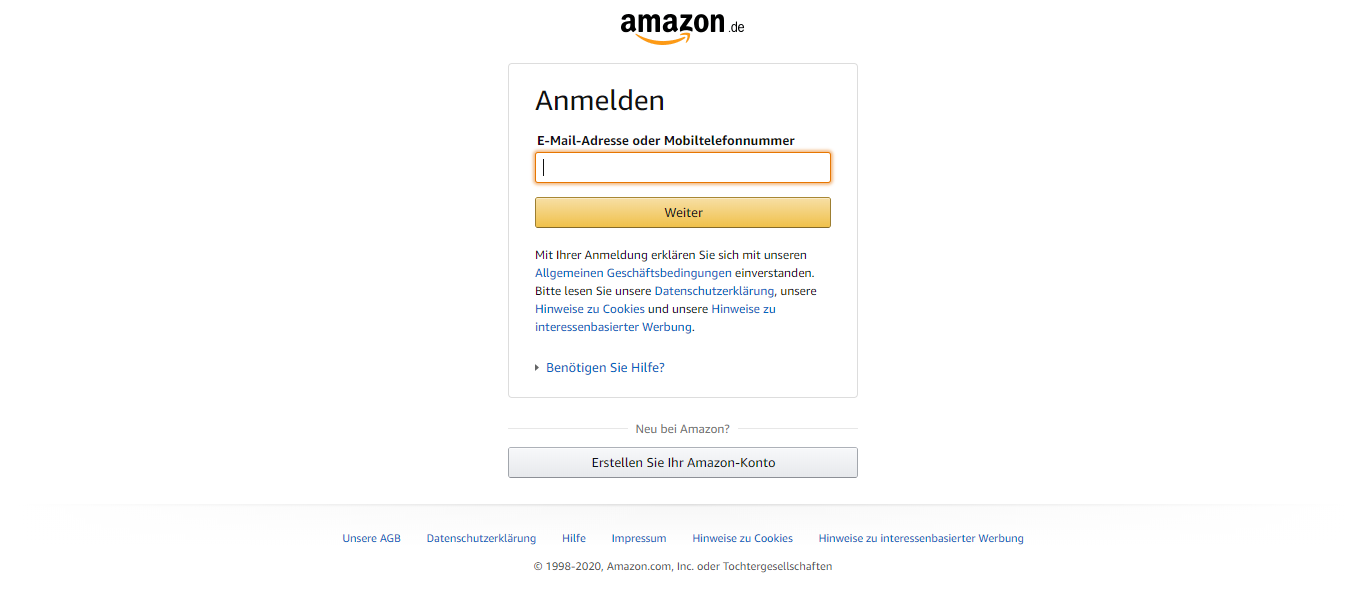 amazon.de
Anmelden
E-Mail-Adresse oder Mobiltelefonnummer
Weiter
Mit Ihrer Anmeldung erklären Sie sich mit unseren
Allgemeinen Geschäftsbedingungen einverstanden.
Bitte lesen Sie unsere Datenschutzerklärung, unsere
Hinweise zu Cookies und unsere Hinweise zu
interessenbasierter Werbung.
Benötigen Sie Hilfe?
Neu bei Amazon?
Erstellen Sie Ihr Amazon-Konto
Unsere AGB Datenschutzerklärung Hilfe Impressum Hinweise zu Cookies Hinweise zu interessenbasierter Werbung
© 1998-2020, Amazon.com, Inc. oder Tochtergesellschaften